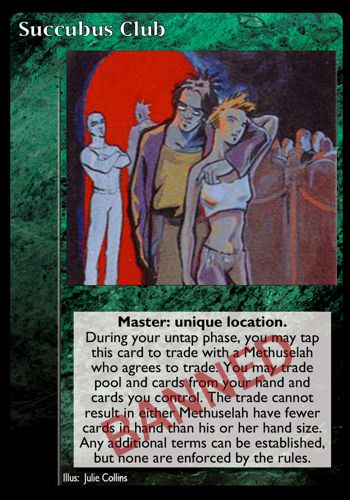 Succubus Club
Master: unique location.
During your untap phase, you may tap
this card to trade with a Methuselah
who agrees to trade. You may trade
pool and cards from your hand and
cards you control. The trade cannot
result in either Methuselah have fewer
cards in hand than his or her hand size.
Any additional terms can be established,
but none are enforced by the rules.
BANNED
Illus: Julie Collins